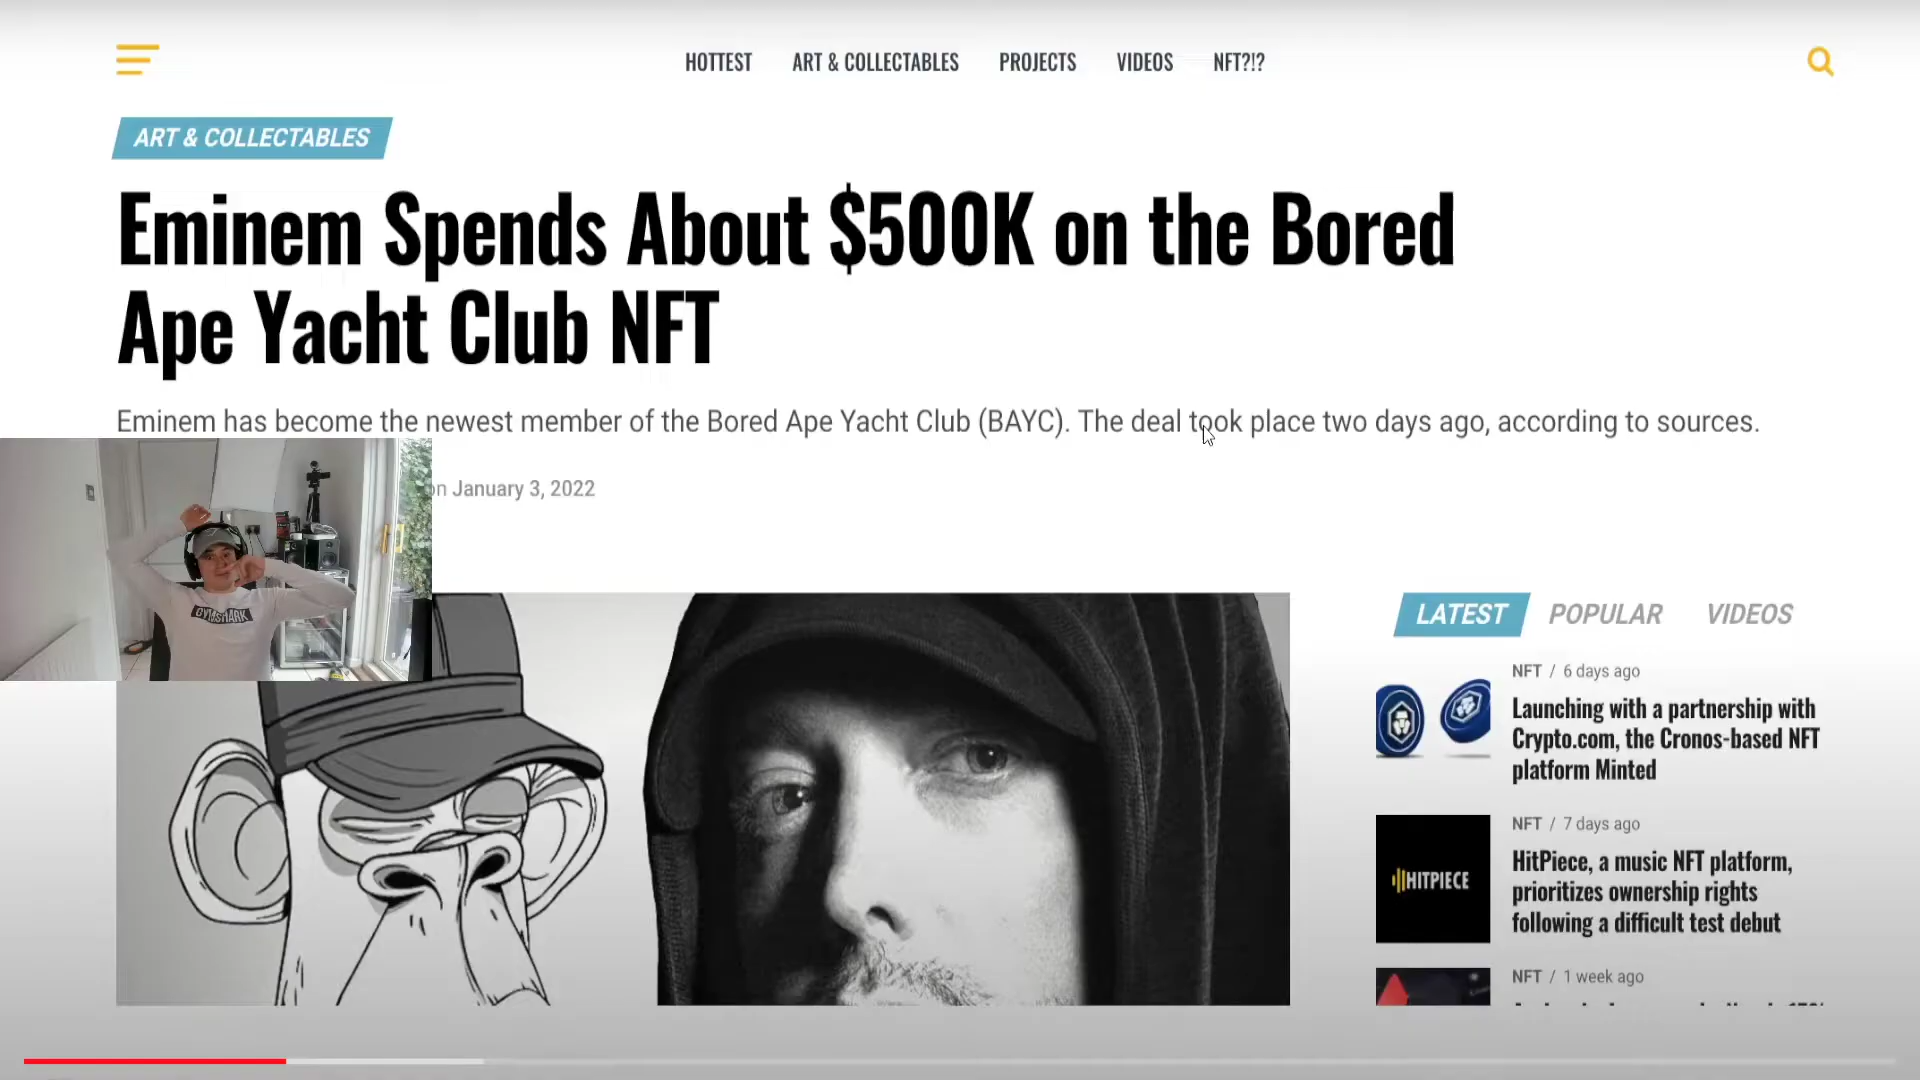 HOTTEST ART & COLLECTABLES PROJECTS VIDEOS NFT?!?
ART & COLLECTABLES
Eminem Spends About $500K on the Bored
Ape Yacht Club NFT
Eminem has become the newest member of the Bored Ape Yacht Club (BAYC). The deal took place two days ago, according to sources.
January 3, 2022
GYMSHARK
LATEST POPULAR VIDEOS
NFT / 6 days ago
Launching with a partnership with
Crypto.com, the Cronos-based NFT
platform Minted
NFT / 7 days ago
HITPIECE
HitPiece, a music NFT platform,
prioritizes ownership rights
following a difficult test debut
NFT / 1 week ago